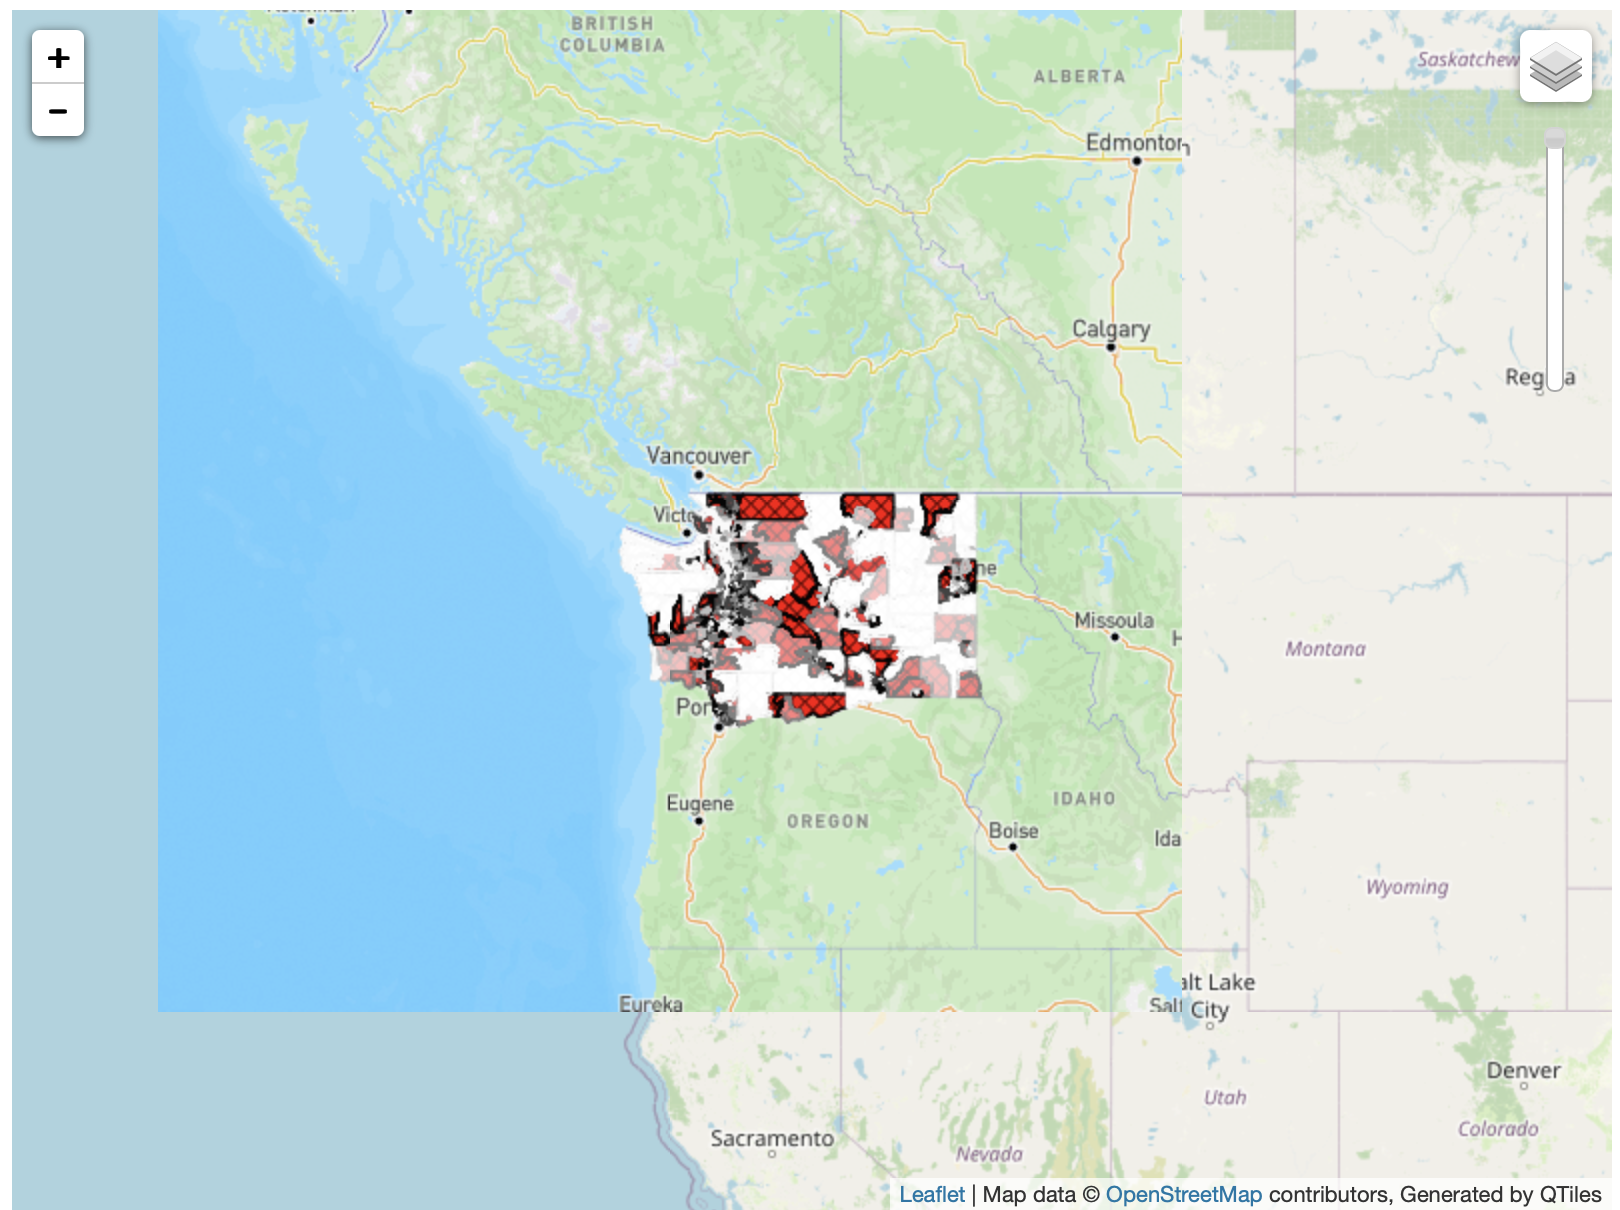 +
−
BRITISH
COLUMBIA
ALBERTA
Saskatchew
Edmonton
Calgary
Reg a
Vancouver
Victo
ne
Missoula
H
Montana
Por
Eugene
OREGON
IDAHO
Boise
Ida
Wyoming
Eureka
Salt
alt Lake
City
Denver
Utah
Colorado
Sacramento
Nevada
Leaflet | Map data © OpenStreetMap contributors, Generated by QTiles